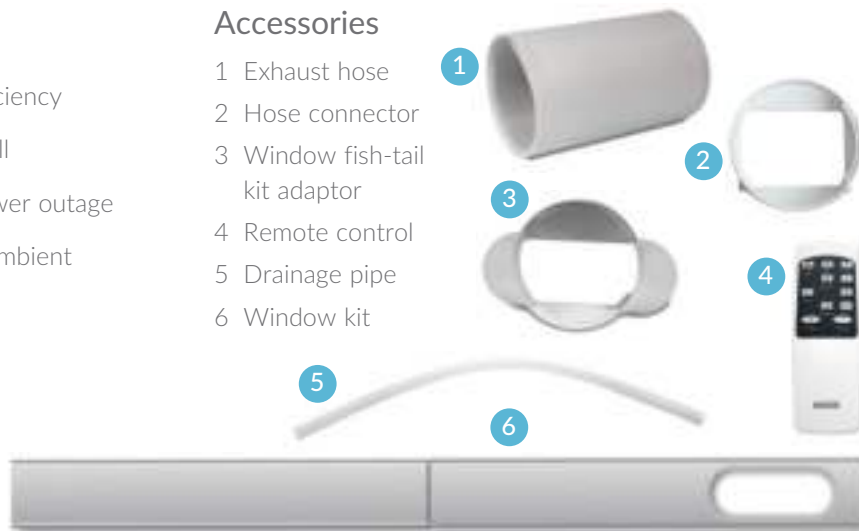 Accessories
1 Exhaust hose
2 Hose connector
3 Window fish-tail
kit adaptor
4 Remote control
5 Drainage pipe
6 Window kit
ciency
ll
wer outage
mbient
1
2
3
4
5
6